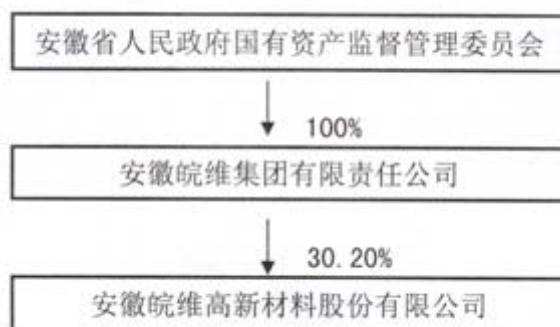 安徽省人民政府国有资产监督管理委员会
100%
安徽皖维集团有限责任公司
30.20%
安徽皖维高新材料股份有限公司